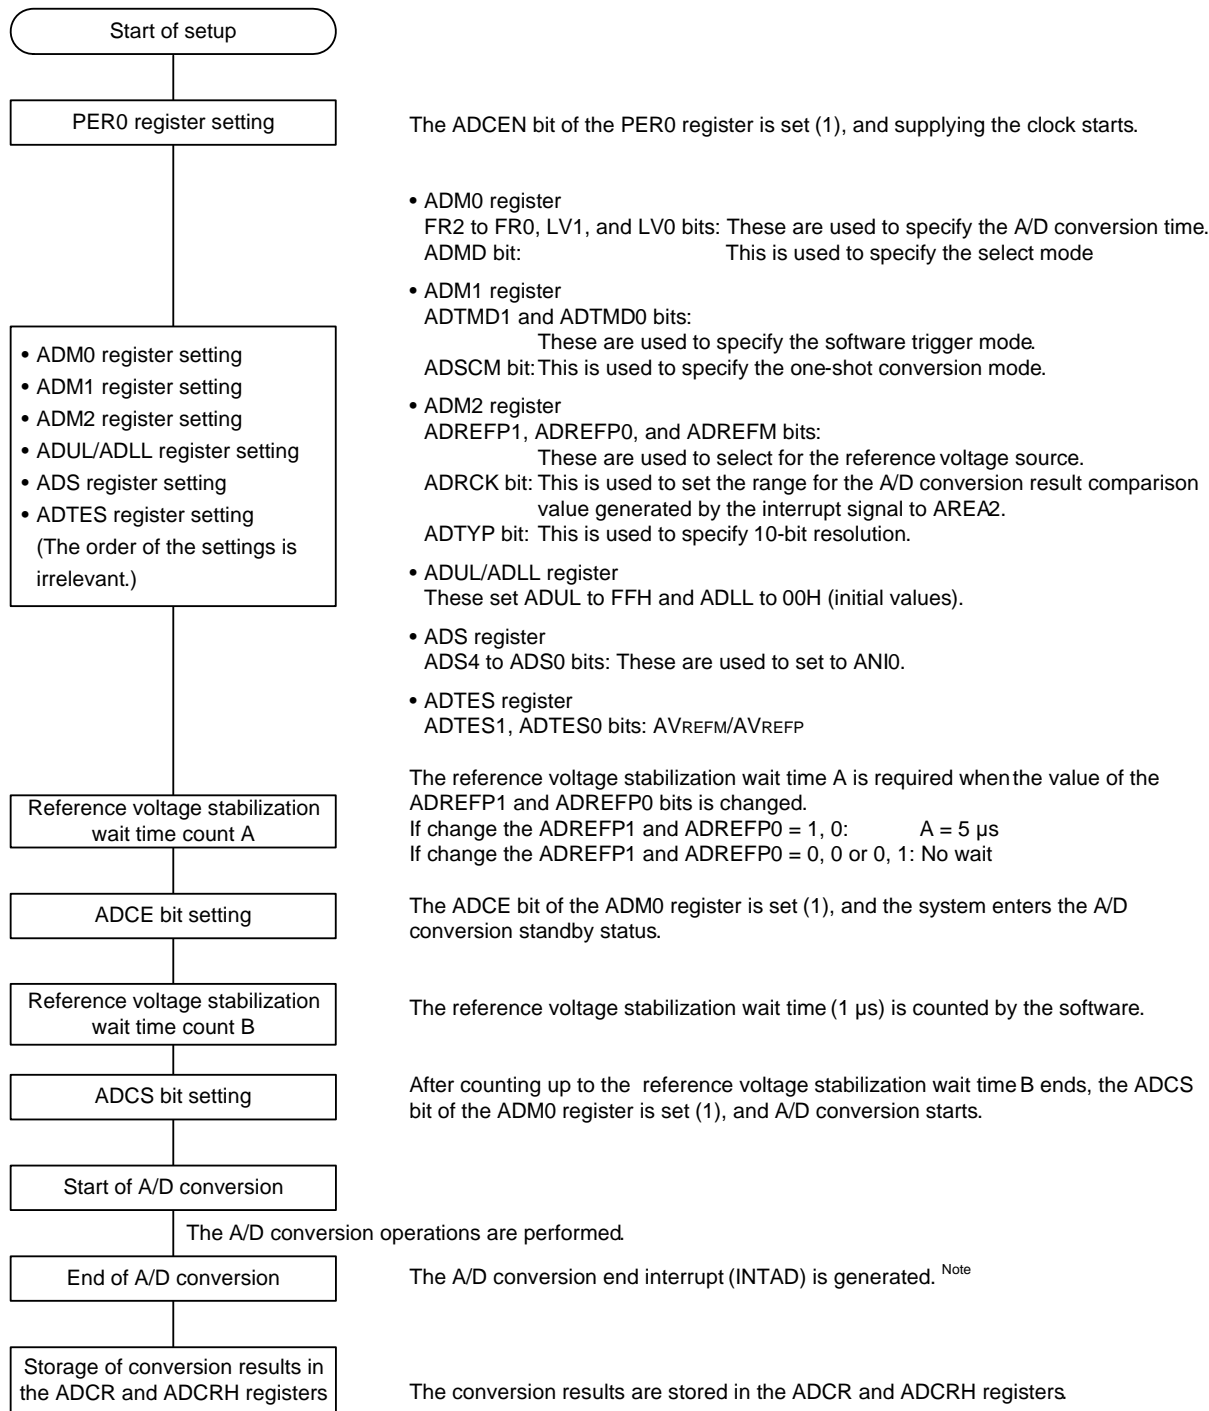 Start of setup
PER0 register setting
The ADCEN bit of the PER0 register is set (1), and supplying the clock starts.
• ADM0 register
FR2 to FR0, LV1, and LV0 bits: These are used to specify the A/D conversion time.
ADMD bit: This is used to specify the select mode
• ADM1 register
ADTMD1 and ADTMD0 bits:
These are used to specify the software trigger mode.
ADSCM bit: This is used to specify the one-shot conversion mode.
• ADM2 register
ADREFP1, ADREFP0, and ADREFM bits:
These are used to select for the reference voltage source.
ADRCK bit: This is used to set the range for the A/D conversion result comparison
value generated by the interrupt signal to AREA2.
ADTYP bit: This is used to specify 10-bit resolution.
• ADUL/ADLL register
These set ADUL to FFH and ADLL to 00H (initial values).
• ADS register
ADS4 to ADS0 bits: These are used to set to ANI0.
• ADTES register
ADTES1, ADTES0 bits: AVREFM/AVREFP
• ADM0 register setting
• ADM1 register setting
• ADM2 register setting
• ADUL/ADLL register setting
• ADS register setting
• ADTES register setting
(The order of the settings is
irrelevant.)
Reference voltage stabilization
wait time count A
The reference voltage stabilization wait time A is required when the value of the
ADREFP1 and ADREFP0 bits is changed.
If change the ADREFP1 and ADREFP0 = 1, 0: A = 5 µs
If change the ADREFP1 and ADREFP0 = 0, 0 or 0, 1: No wait
ADCE bit setting
The ADCE bit of the ADM0 register is set (1), and the system enters the A/D
conversion standby status.
Reference voltage stabilization
wait time count B
The reference voltage stabilization wait time (1 µs) is counted by the software.
ADCS bit setting
After counting up to the reference voltage stabilization wait time B ends, the ADCS
bit of the ADM0 register is set (1), and A/D conversion starts.
Start of A/D conversion
The A/D conversion operations are performed.
End of A/D conversion
The A/D conversion end interrupt (INTAD) is generated. Note
Storage of conversion results in
the ADCR and ADCRH registers
The conversion results are stored in the ADCR and ADCRH registers.